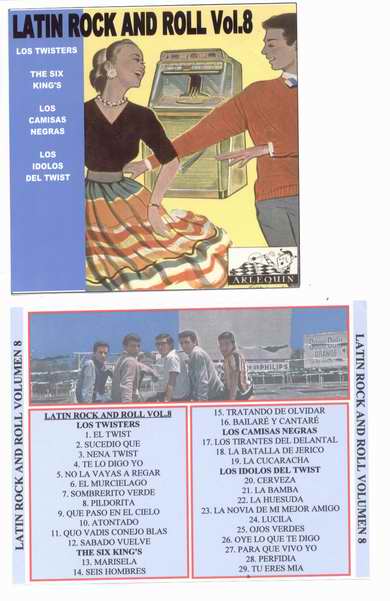 LATIN ROCK AND ROLL Vol.8
LOS TWISTERS
THE SIX
KING'S
LOS
CAMISAS
NEGRAS
LOS
IDOLOS
DEL TWIST
ARLEQUIN
LATIN ROCK AND ROLL VOLUMEN 8
PHILIPS
ORANGE
LATIN ROCK AND ROLL VOL.8
LOS TWISTERS
1. EL TWIST
2. SUCEDIO QUE
3. NENA TWIST
4. TE LO DIGO YO
5. NO LA VAYAS A REGAR
6. EL MURCIELAGO
7. SOMBRERITO VERDE
8. PILDORITA
9. QUE PASO EN EL CIELO
10. ATONTADO
11. QUO VADIS CONEJO BLAS
12. SABADO VUELVE
THE SIX KING'S
13. MARISELA
14. SEIS HOMBRES
15. TRATANDO DE OLVIDAR
16. BAILARÉ Y CANTARÉ
LOS CAMISAS NEGRAS
17. LOS TIRANTES DEL DELANTAL
18. LA BATALLA DE JERICO
19. LA CUCARACHA
LOS IDOLOS DEL TWIST
20. CERVEZA
21. LA BAMBA
22. LA HUESUDA
23. LA NOVIA DE MI MEJOR AMIGO
24. LUCILA
25. OJOS VERDES
26. OYE LO QUE TE DIGO
27. PARA QUE VIVO YO
28. PERFIDIA
29. TU ERES MIA
LATIN ROCK AND ROLL VOLUMEN 8